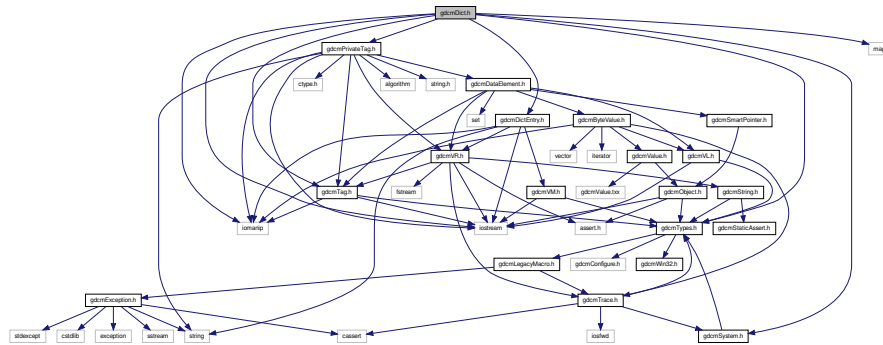 gdcmDict.h
gdcmPrivateTag.h
map
ctype.h
algorithm
string.h
gdcmDataElement.h
set
gdcmDictEntry.h
gdcmByteValue.h
gdcmSmartPointer.h
gdcmVR.h
vector
iterator
gdcmValue.h
gdcmVL.h
gdcmTag.h
fstream
gdcmVM.h
gdcmValue.txx
gdcmObject.h
gdcmString.h
iomanip
iostream
assert.h
gdcmTypes.h
gdcmStaticAssert.h
gdcmLegacyMacro.h
gdcmConfigure.h
gdcmWin32.h
gdcmException.h
gdcmTrace.h
stdexcept
cstdlib
exception
sstream
string
cassert
iosfwd
gdcmSystem.h